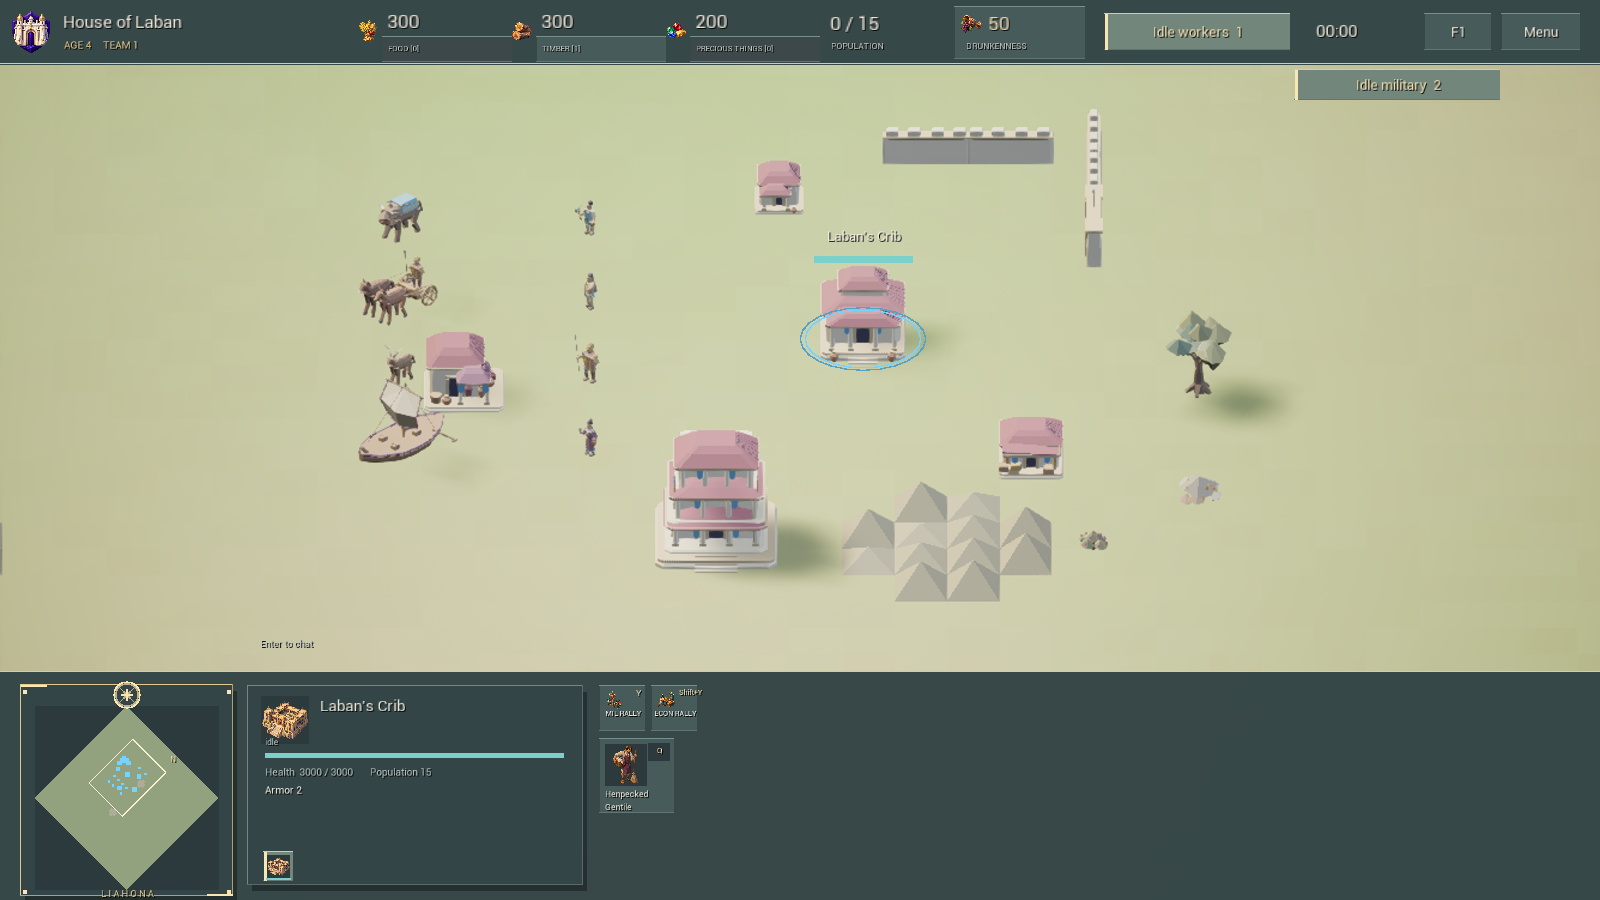 House of Laban
AGE 4 TEAM 1
300
FOOD [0]
300
TIMBER [1]
200
PRECIOUS THINGS [0]
0 / 15
POPULATION
50
DRUNKENNESS
Idle workers 1
00:00
F1
Menu
Idle military 2
Laban's Crib
Enter to chat
N
LIAHONA
Laban's Crib
idle
Health 3000 / 3000 Population 15
Armor 2
Y
MIL RALLY
Shift+Y
ECON RALLY
Q
Henpecked
Gentile